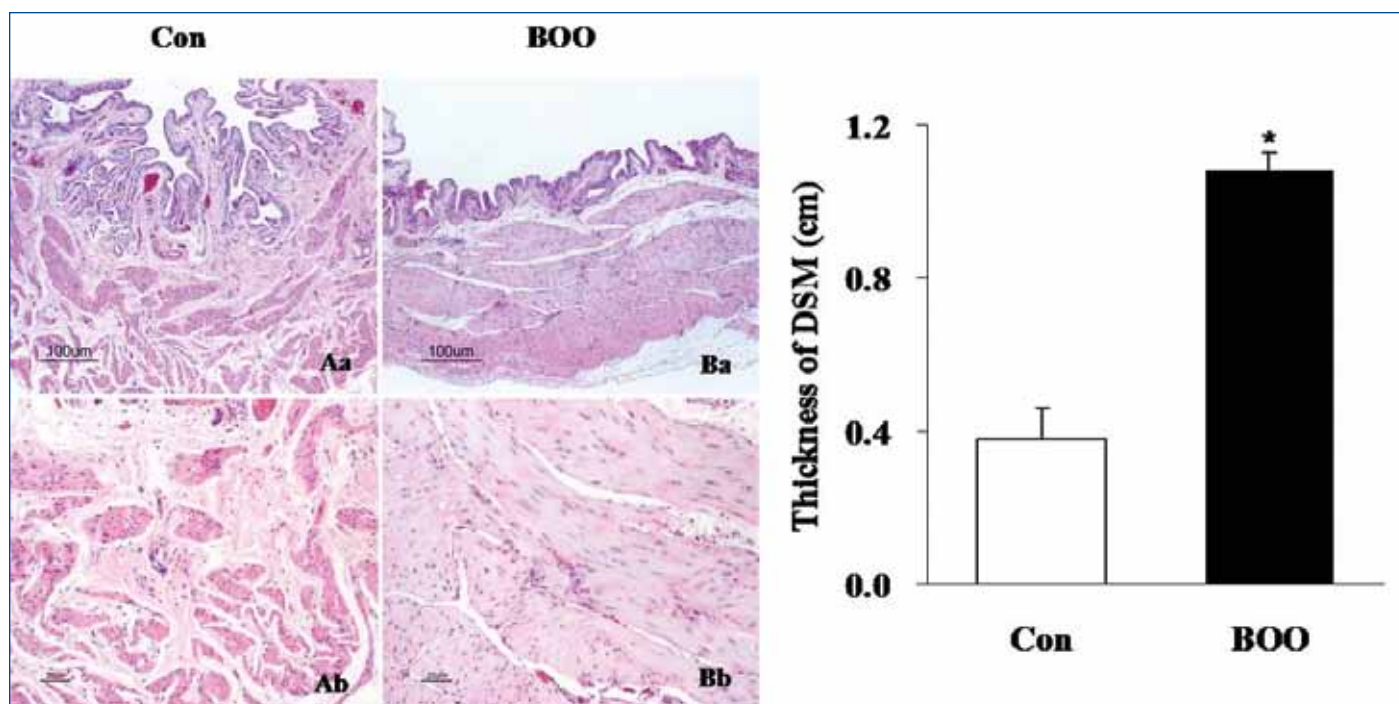 Con
BOO
100um
Aa
100um
Ba
Ab
Bb
Thickness of DSM (cm)
1.2
*
0.8
0.4
0.0
Con
BOO